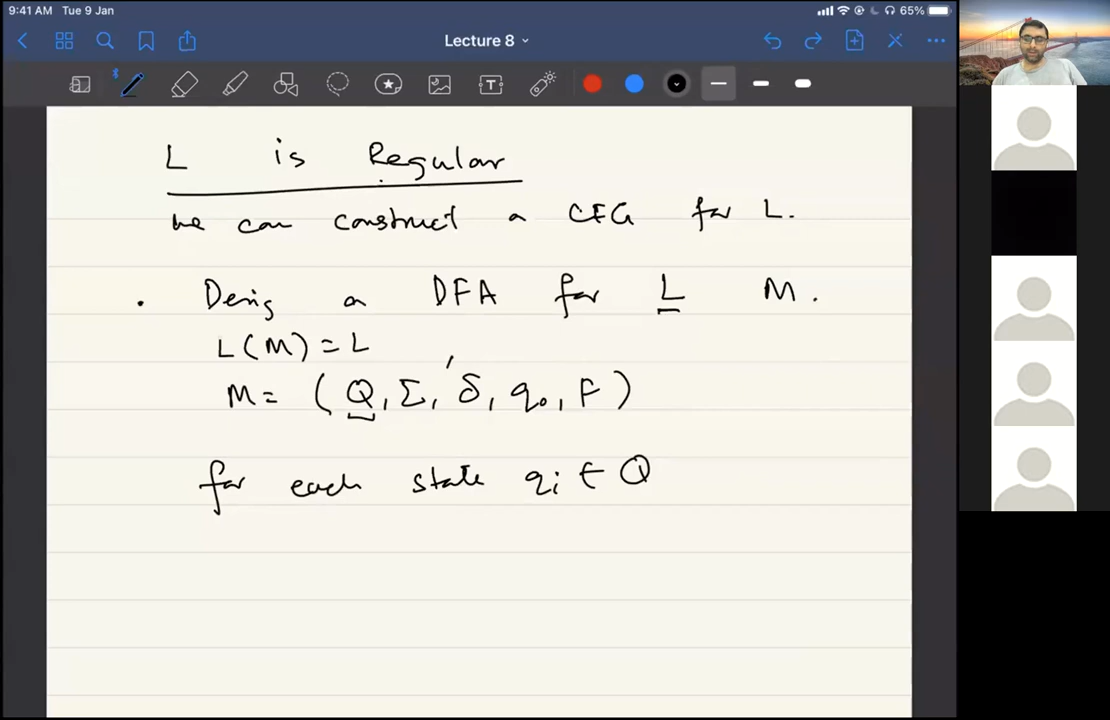 9:41 AM Tue 9 Jan
65%
Lecture 8
L is Regular
we can construct a CFG for L.
. Desig a DFA for L M.
L(M) = L
M = (Q, Σ, δ, q₀, F)
for each state qᵢ ∈ Q